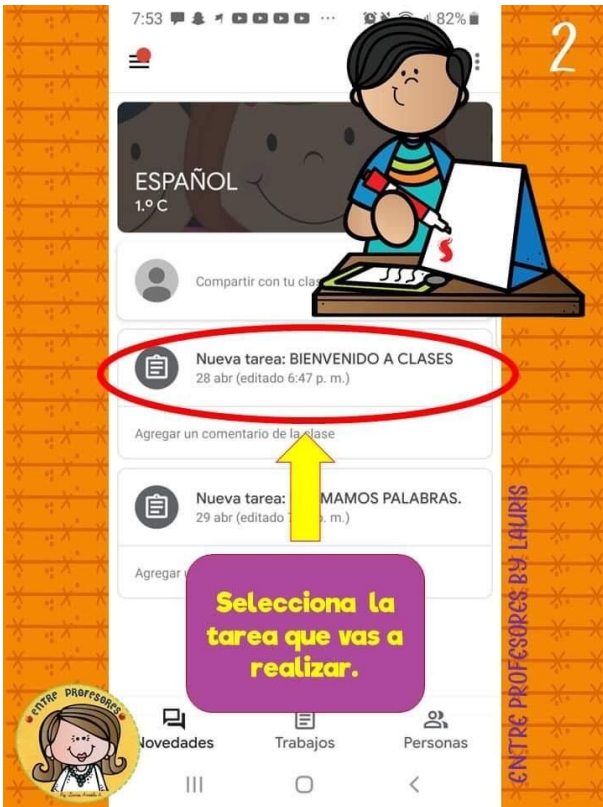 7:53 ... 82%
2
ESPAÑOL
1.º C
Compartir con tu clas
Nueva tarea: BIENVENIDO A CLASES
28 abr (editado 6:47 p. m.)
Agregar un comentario de la clase
Nueva tarea: MAMOS PALABRAS.
29 abr (editado p. m.)
Agregar
Selecciona la
tarea que vas a
realizar.
Novedades Trabajos Personas
ENTRE PROFESORES BY LAURIS
ENTRE PROFESORES